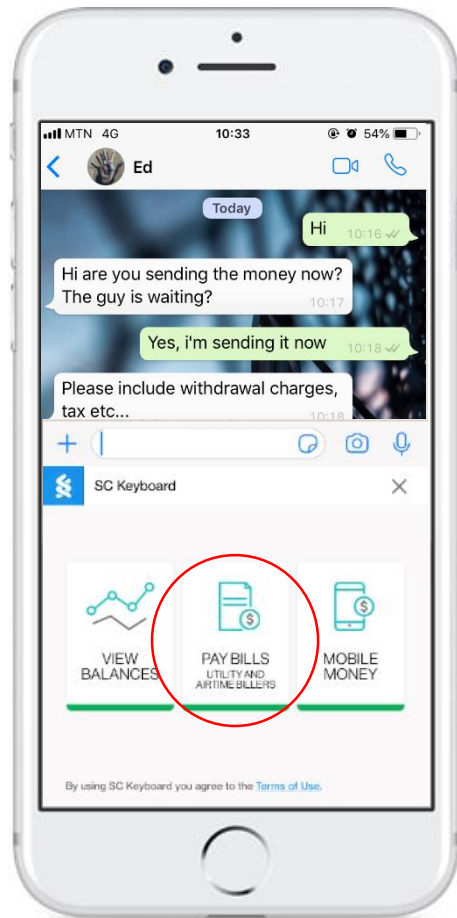 MTN 4G 10:33 54%
Ed
Today
Hi 10:16
Hi are you sending the money now?
The guy is waiting? 10:17
Yes, i'm sending it now 10:18
Please include withdrawal charges,
tax etc... 10:18
SC Keyboard
VIEW
BALANCES
PAY BILLS
UTILITY AND
AIRTIME BILLERS
MOBILE
MONEY
By using SC Keyboard you agree to the Terms of Use.